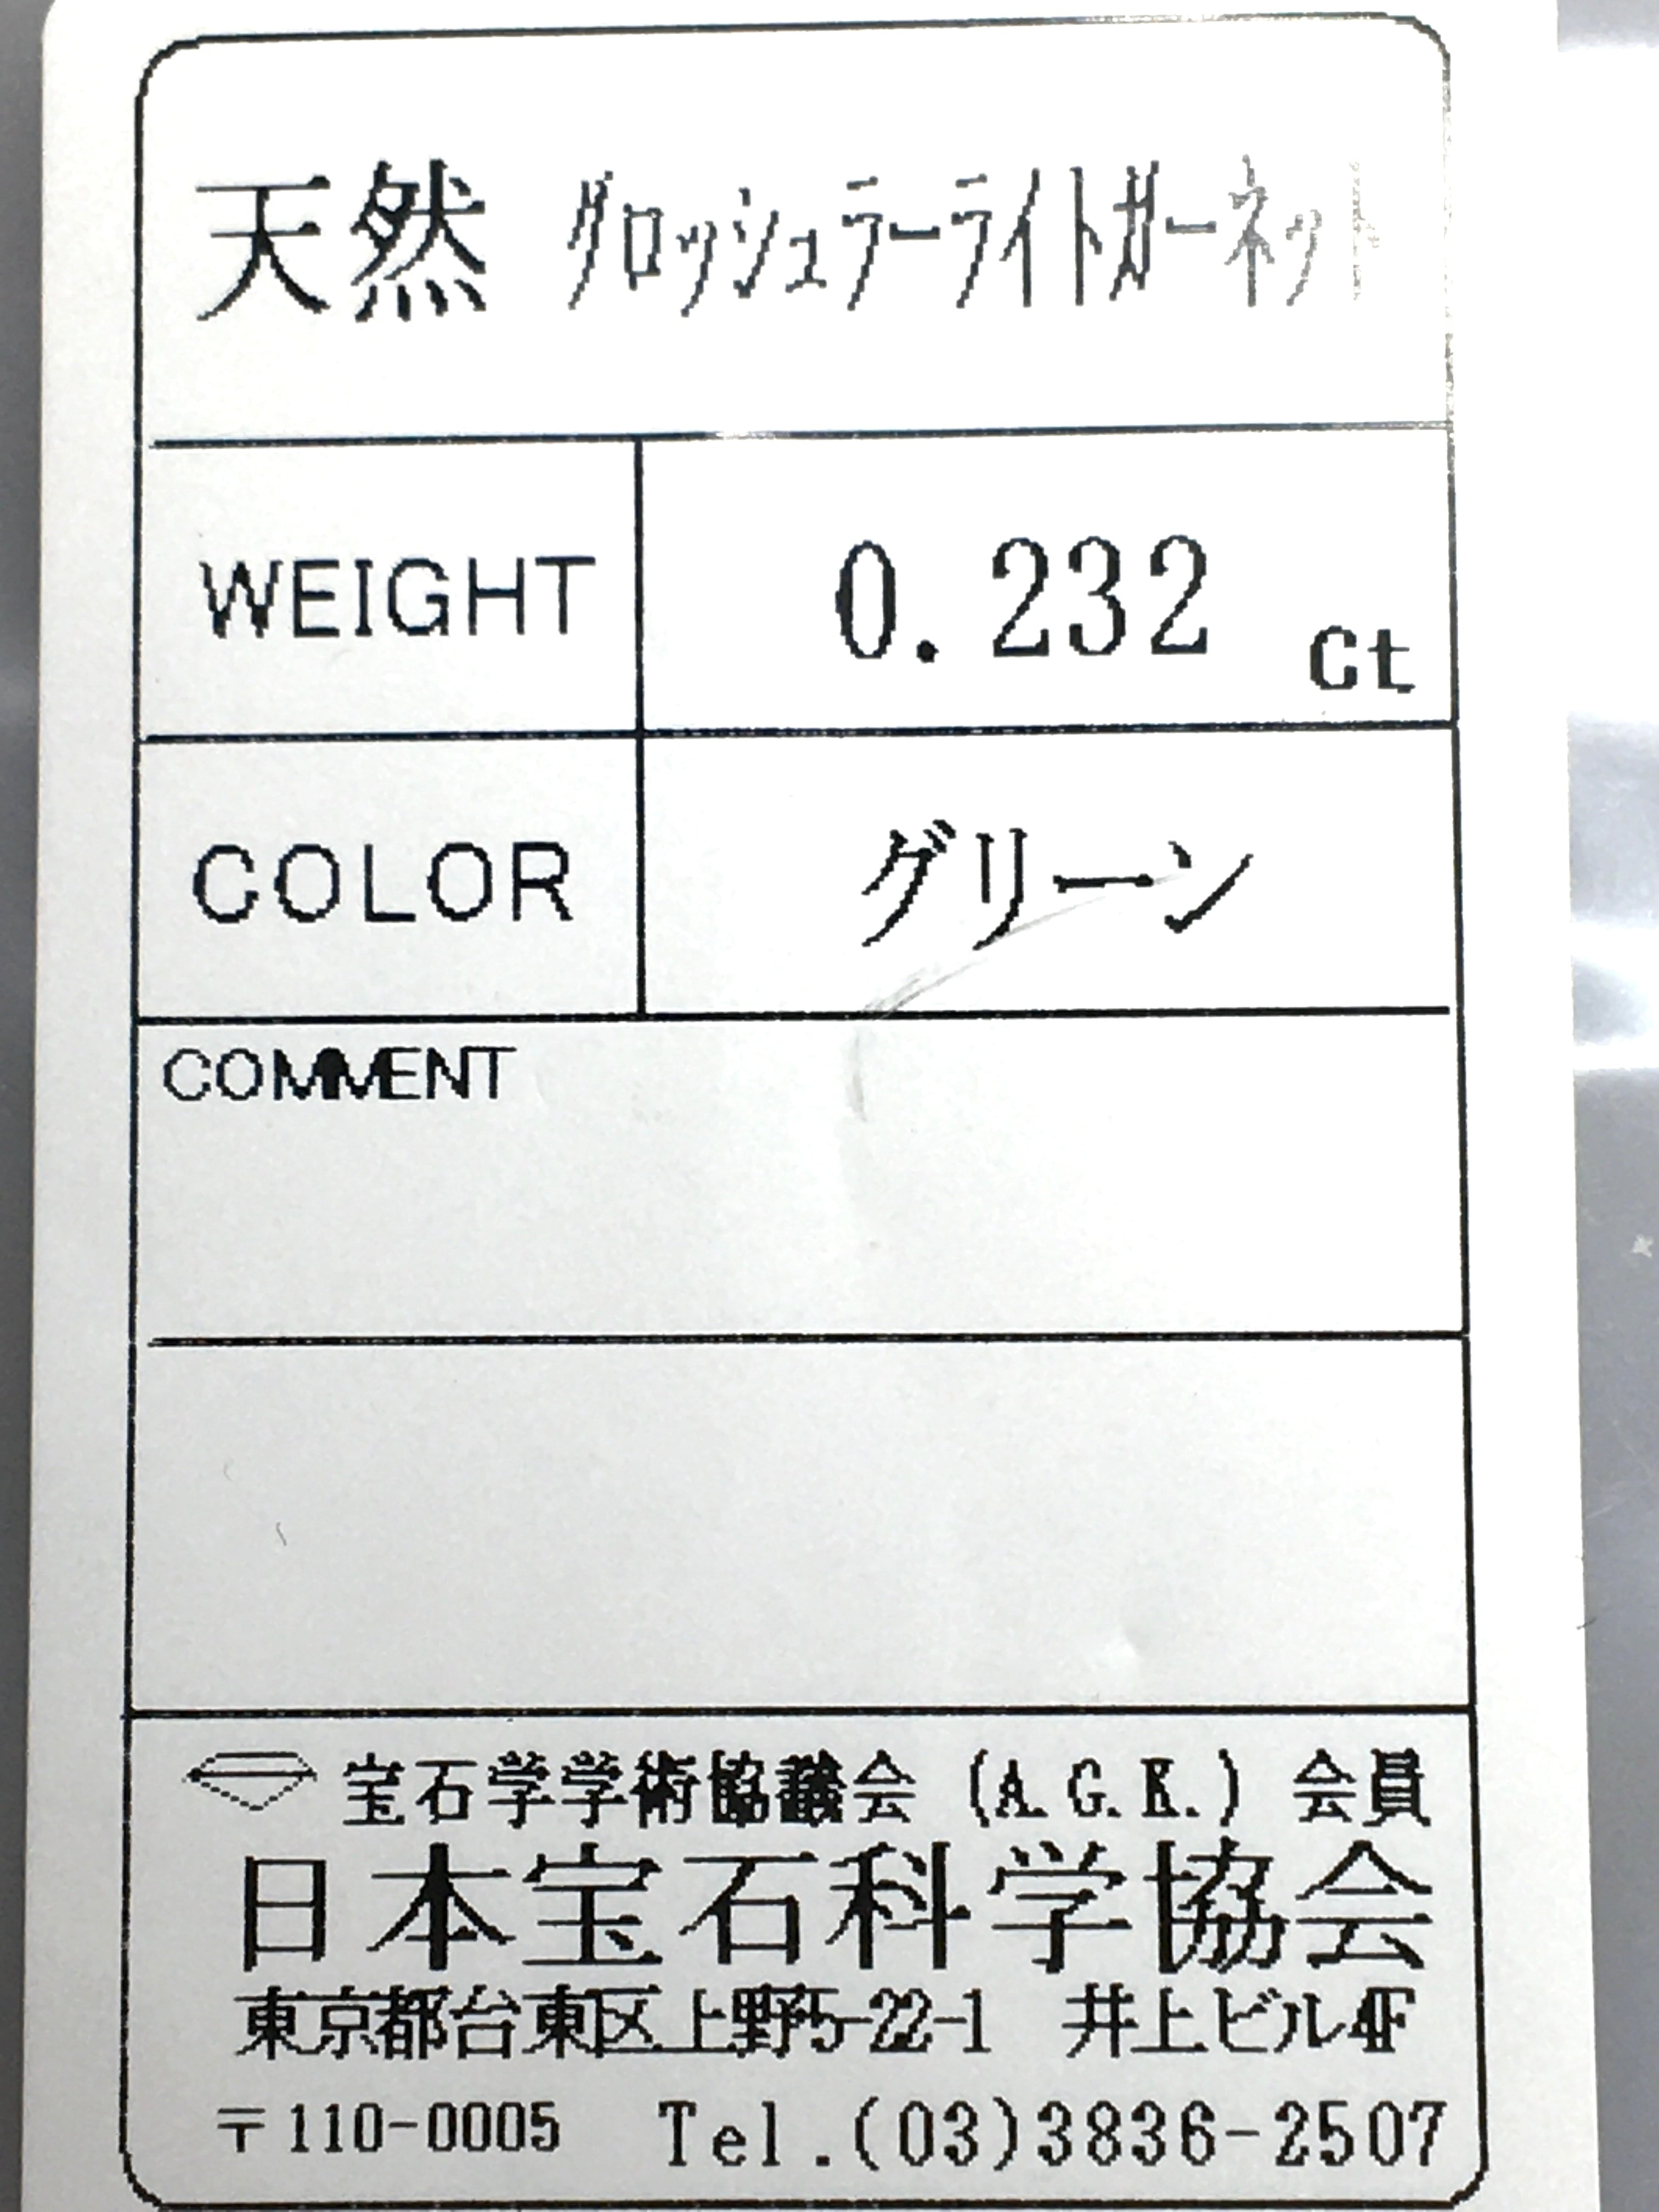 天然 グロッシュラーライトガーネット
WEIGHT 0.232 ct
COLOR グリーン
COMMENT
宝石学学術協議会 (A.G.K.) 会員
日本宝石科学協会
東京都台東区上野5-22-1 井上ビル4F
〒110-0005 Tel.(03)3836-2507